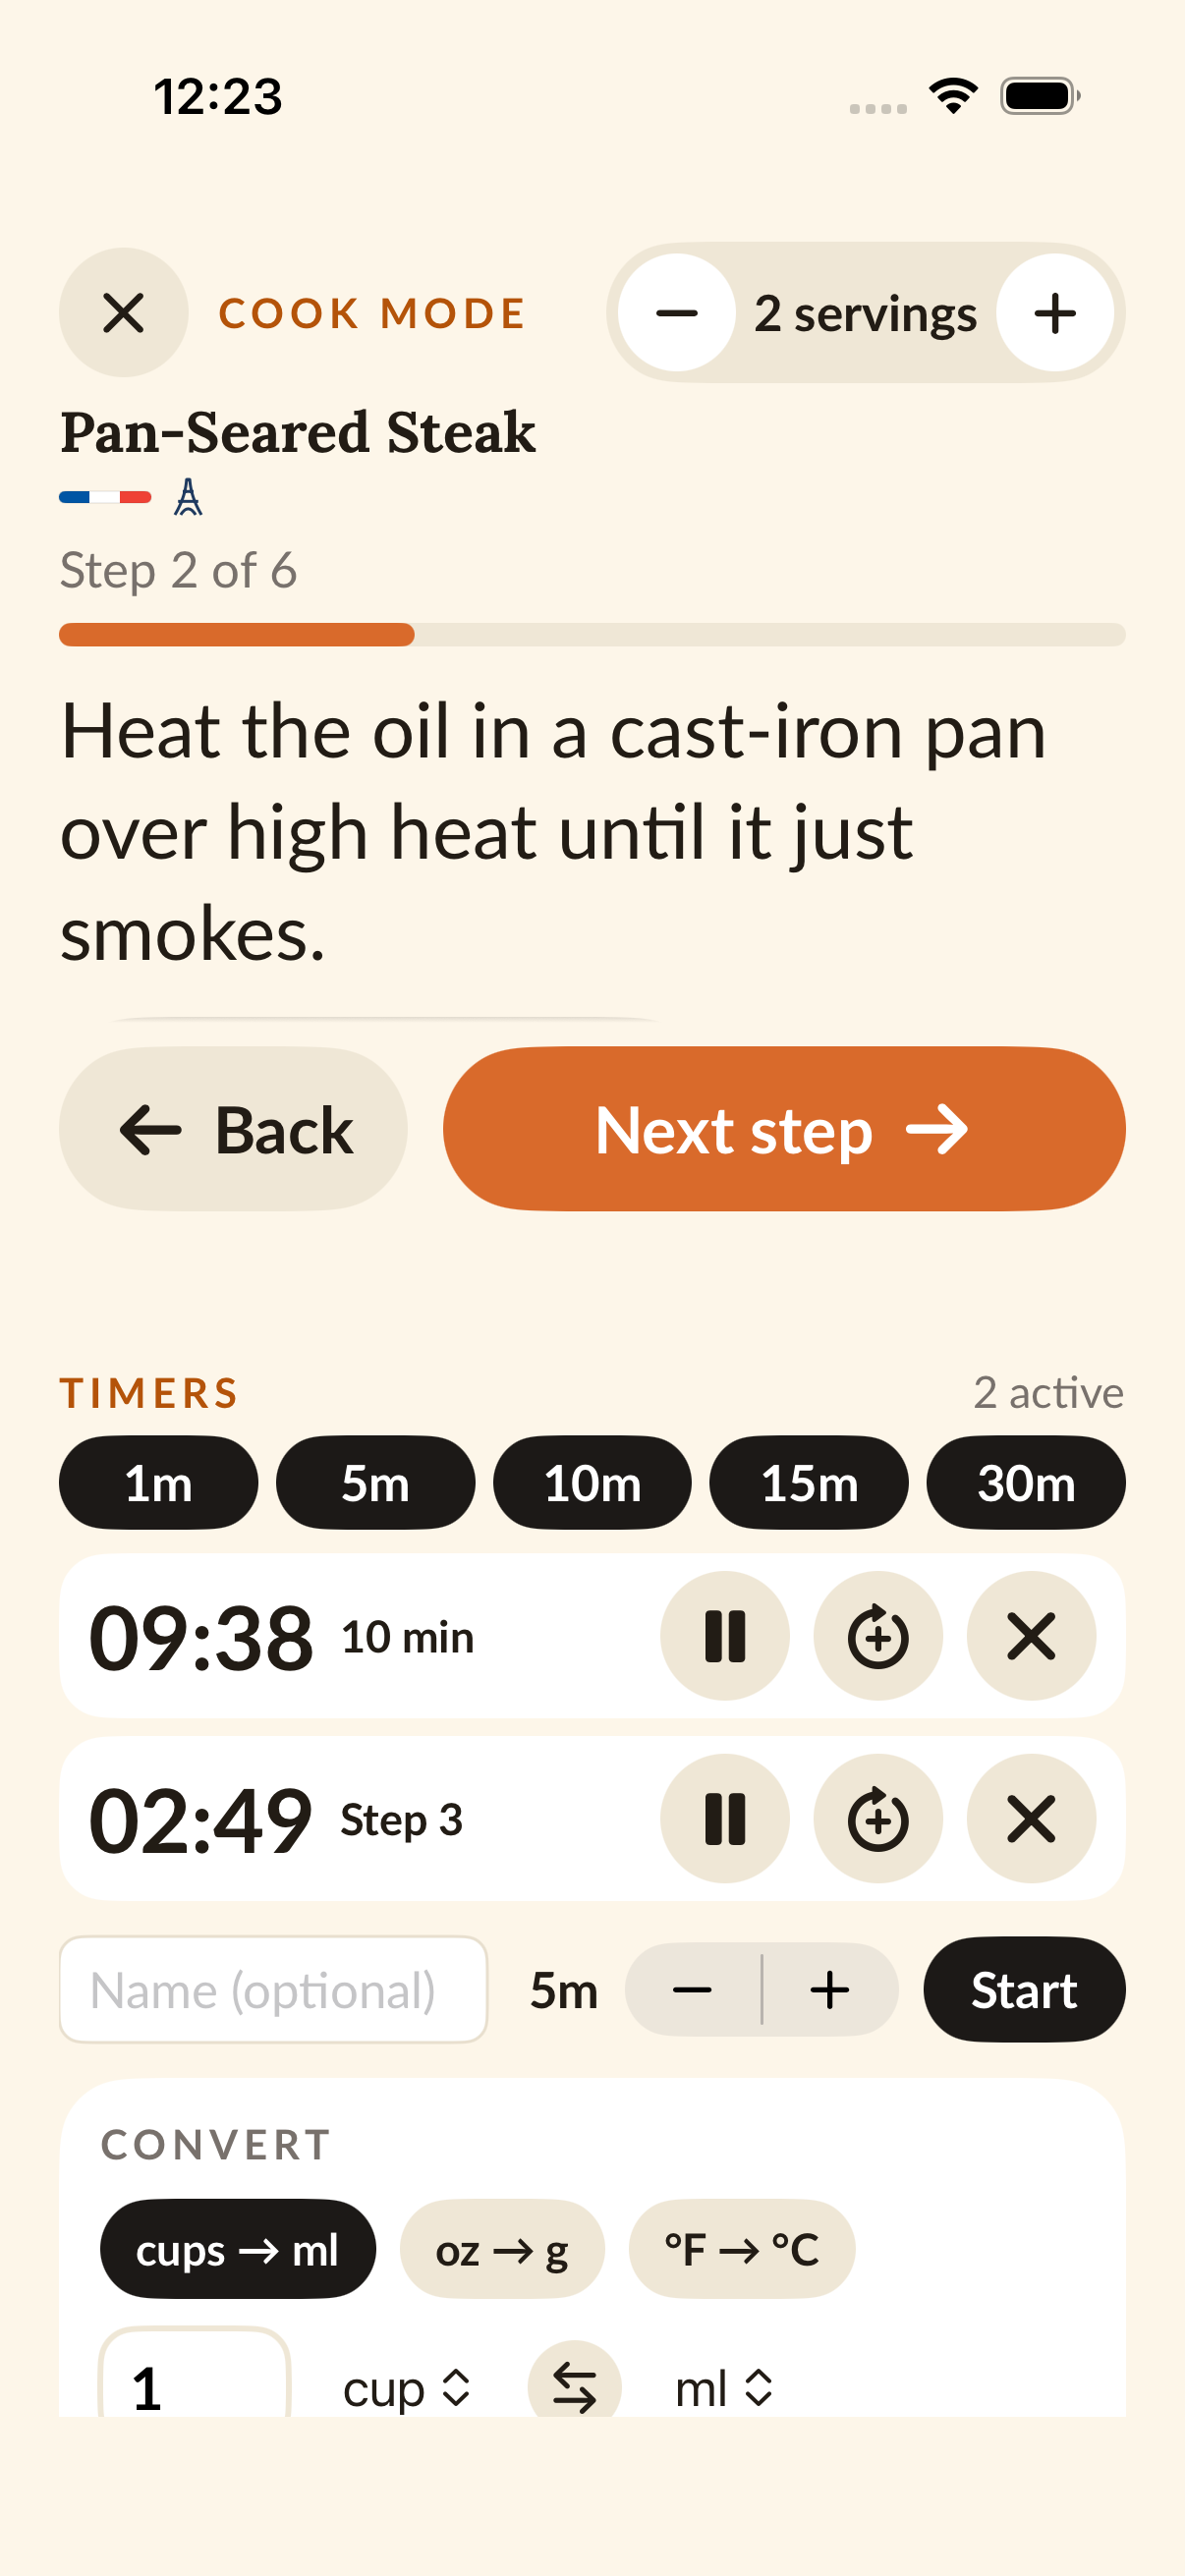 12:23
COOK MODE
2 servings
Pan-Seared Steak
Step 2 of 6
Heat the oil in a cast-iron pan
over high heat until it just
smokes.
Back
Next step
TIMERS
2 active
1m
5m
10m
15m
30m
09:38 10 min
02:49 Step 3
Name (optional)
5m
Start
CONVERT
cups → ml
oz → g
°F → °C
1
cup
ml